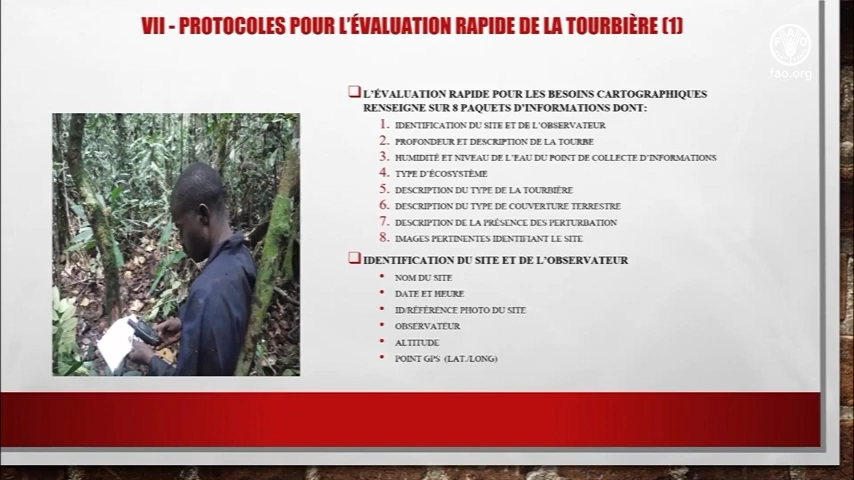 VII - PROTOCOLES POUR L'ÉVALUATION RAPIDE DE LA TOURBIÈRE (1)
FAO
fao.org
L'ÉVALUATION RAPIDE POUR LES BESOINS CARTOGRAPHIQUES
RENSEIGNE SUR 8 PAQUETS D'INFORMATIONS DONT:
1. IDENTIFICATION DU SITE ET DE L'OBSERVATEUR
2. PROFONDEUR ET DESCRIPTION DE LA TOURBE
3. HUMIDITÉ ET NIVEAU DE L'EAU DU POINT DE COLLECTE D'INFORMATIONS
4. TYPE D'ÉCOSYSTÈME
5. DESCRIPTION DU TYPE DE LA TOURBIÈRE
6. DESCRIPTION DU TYPE DE COUVERTURE TERRESTRE
7. DESCRIPTION DE LA PRÉSENCE DES PERTURBATION
8. IMAGES PERTINENTES IDENTIFIANT LE SITE
IDENTIFICATION DU SITE ET DE L'OBSERVATEUR
• NOM DU SITE
• DATE ET HEURE
• ID/RÉFÉRENCE PHOTO DU SITE
• OBSERVATEUR
• ALTITUDE
• POINT GPS (LAT./LONG)